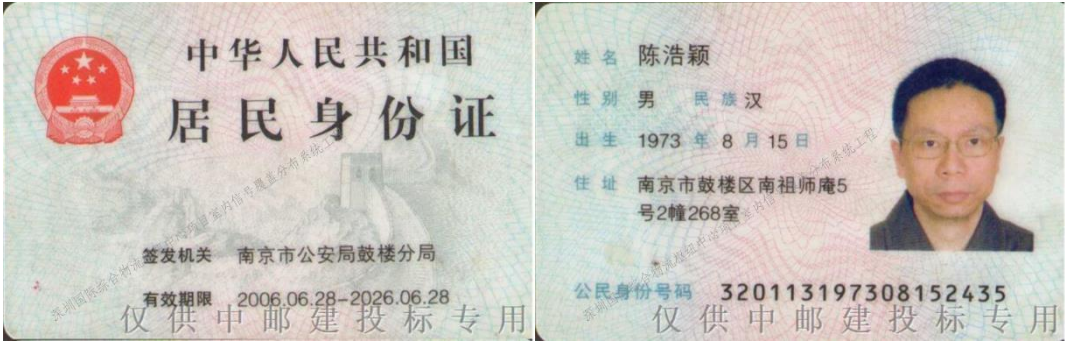 中华人民共和国
居民身份证
签发机关 南京市公安局鼓楼分局
有效期限 2006.06.28-2026.06.28
仅供中邮建投标专用
姓名 陈浩颖
性别 男 民族 汉
出生 1973 年 8 月 15 日
住址 南京市鼓楼区南祖师庵5
号2幢268室
公民身份号码 320113197308152435
仅供中邮建投标专用